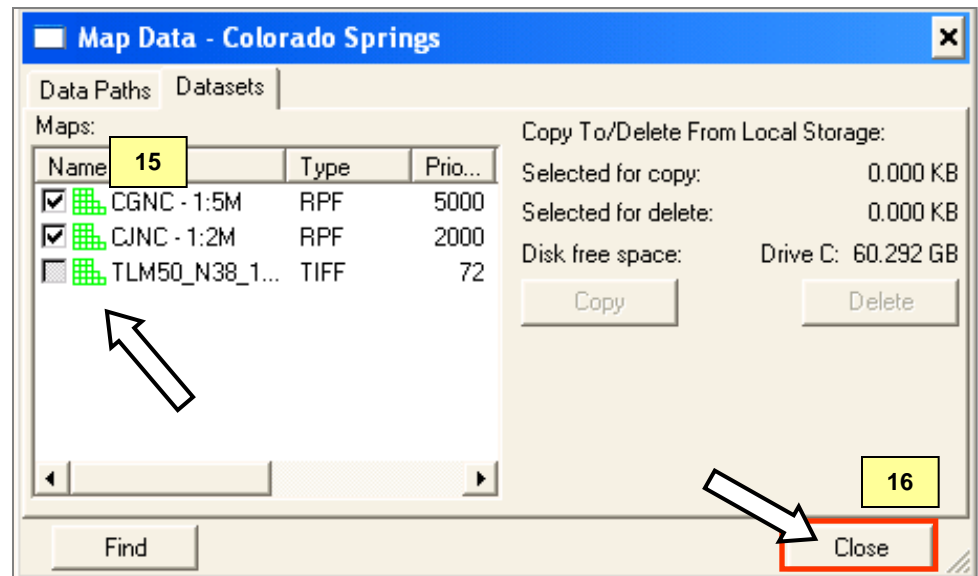 Map Data - Colorado Springs
Data Paths Datasets
Maps:
Name 15 Type Prio...
CGNC - 1:5M RPF 5000
CJNC - 1:2M RPF 2000
TLM50_N38_1... TIFF 72
Copy To/Delete From Local Storage:
Selected for copy: 0.000 KB
Selected for delete: 0.000 KB
Disk free space: Drive C: 60.292 GB
Copy Delete
16
Find Close